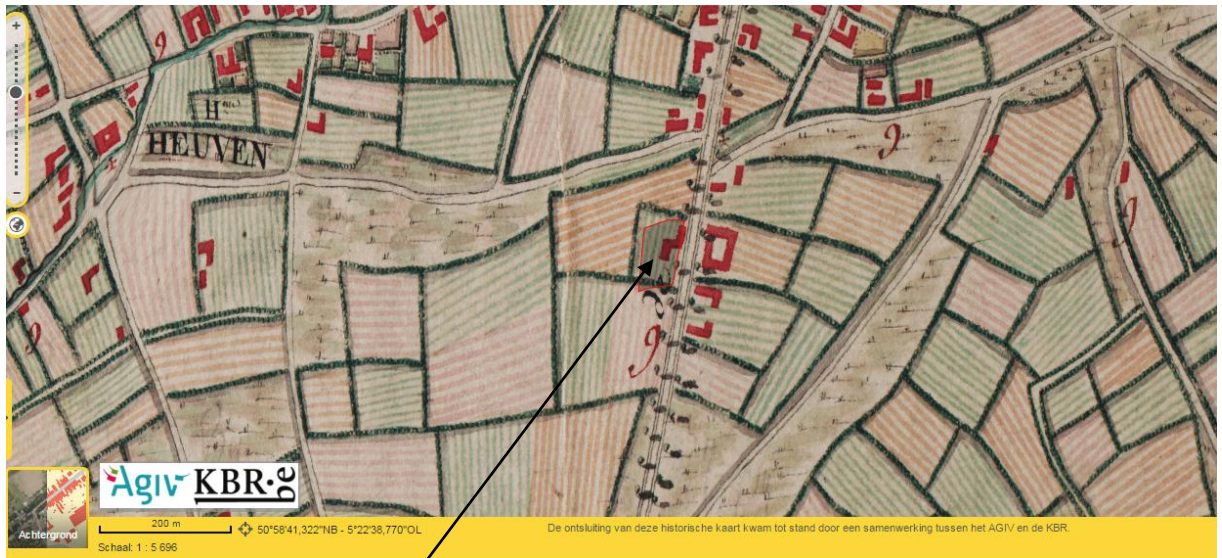 +
H
HEUVEN
g
g
g
g
g
−
Agiv KBR.be
Achtergrond
200 m
50°58'41,322"NB - 5°22'38,770"OL
De ontsluiting van deze historische kaart kwam tot stand door een samenwerking tussen het AGIV en de KBR.
Schaal: 1 : 5 696